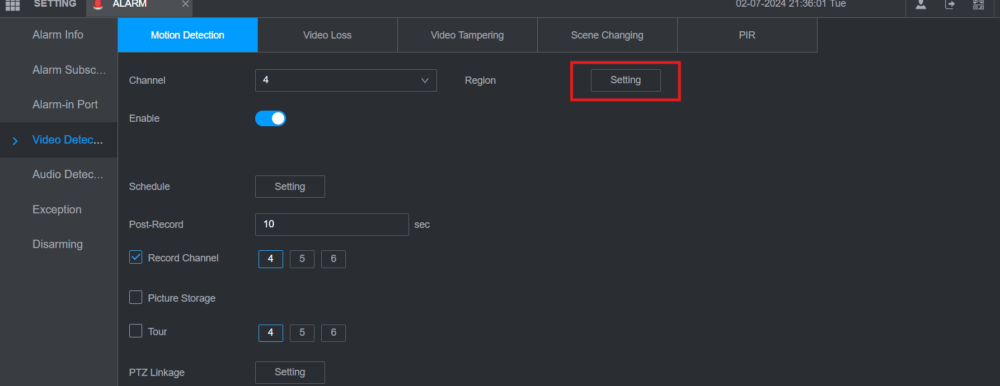 SETTING ALARM 02-07-2024 21:36:01 Tue
Alarm Info
Alarm Subsc...
Alarm-in Port
Video Detec...
Audio Detec...
Exception
Disarming
Motion Detection Video Loss Video Tampering Scene Changing PIR
Channel 4 Region Setting
Enable
Schedule Setting
Post-Record 10 sec
Record Channel 4 5 6
Picture Storage
Tour 4 5 6
PTZ Linkage Setting